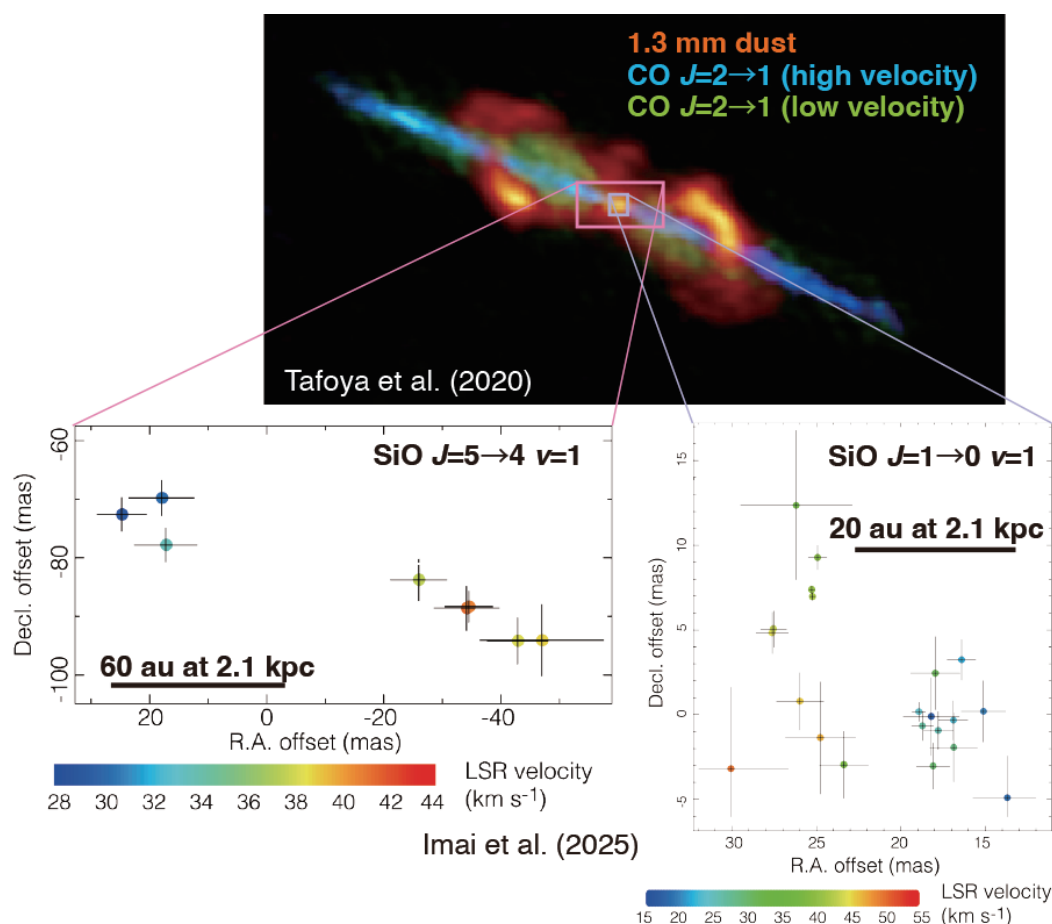 1.3 mm dust
CO J=2→1 (high velocity)
CO J=2→1 (low velocity)
Tafoya et al. (2020)
SiO J=5→4 v=1
-60
-80
-100
Decl. offset (mas)
60 au at 2.1 kpc
20 0 -20 -40
R.A. offset (mas)
28 30 32 34 36 38 40 42 44
LSR velocity
(km s⁻¹)
SiO J=1→0 v=1
20 au at 2.1 kpc
15
10
5
0
-5
Decl. offset (mas)
30 25 20 15
R.A. offset (mas)
15 20 25 30 35 40 45 50 55
LSR velocity
(km s⁻¹)
Imai et al. (2025)